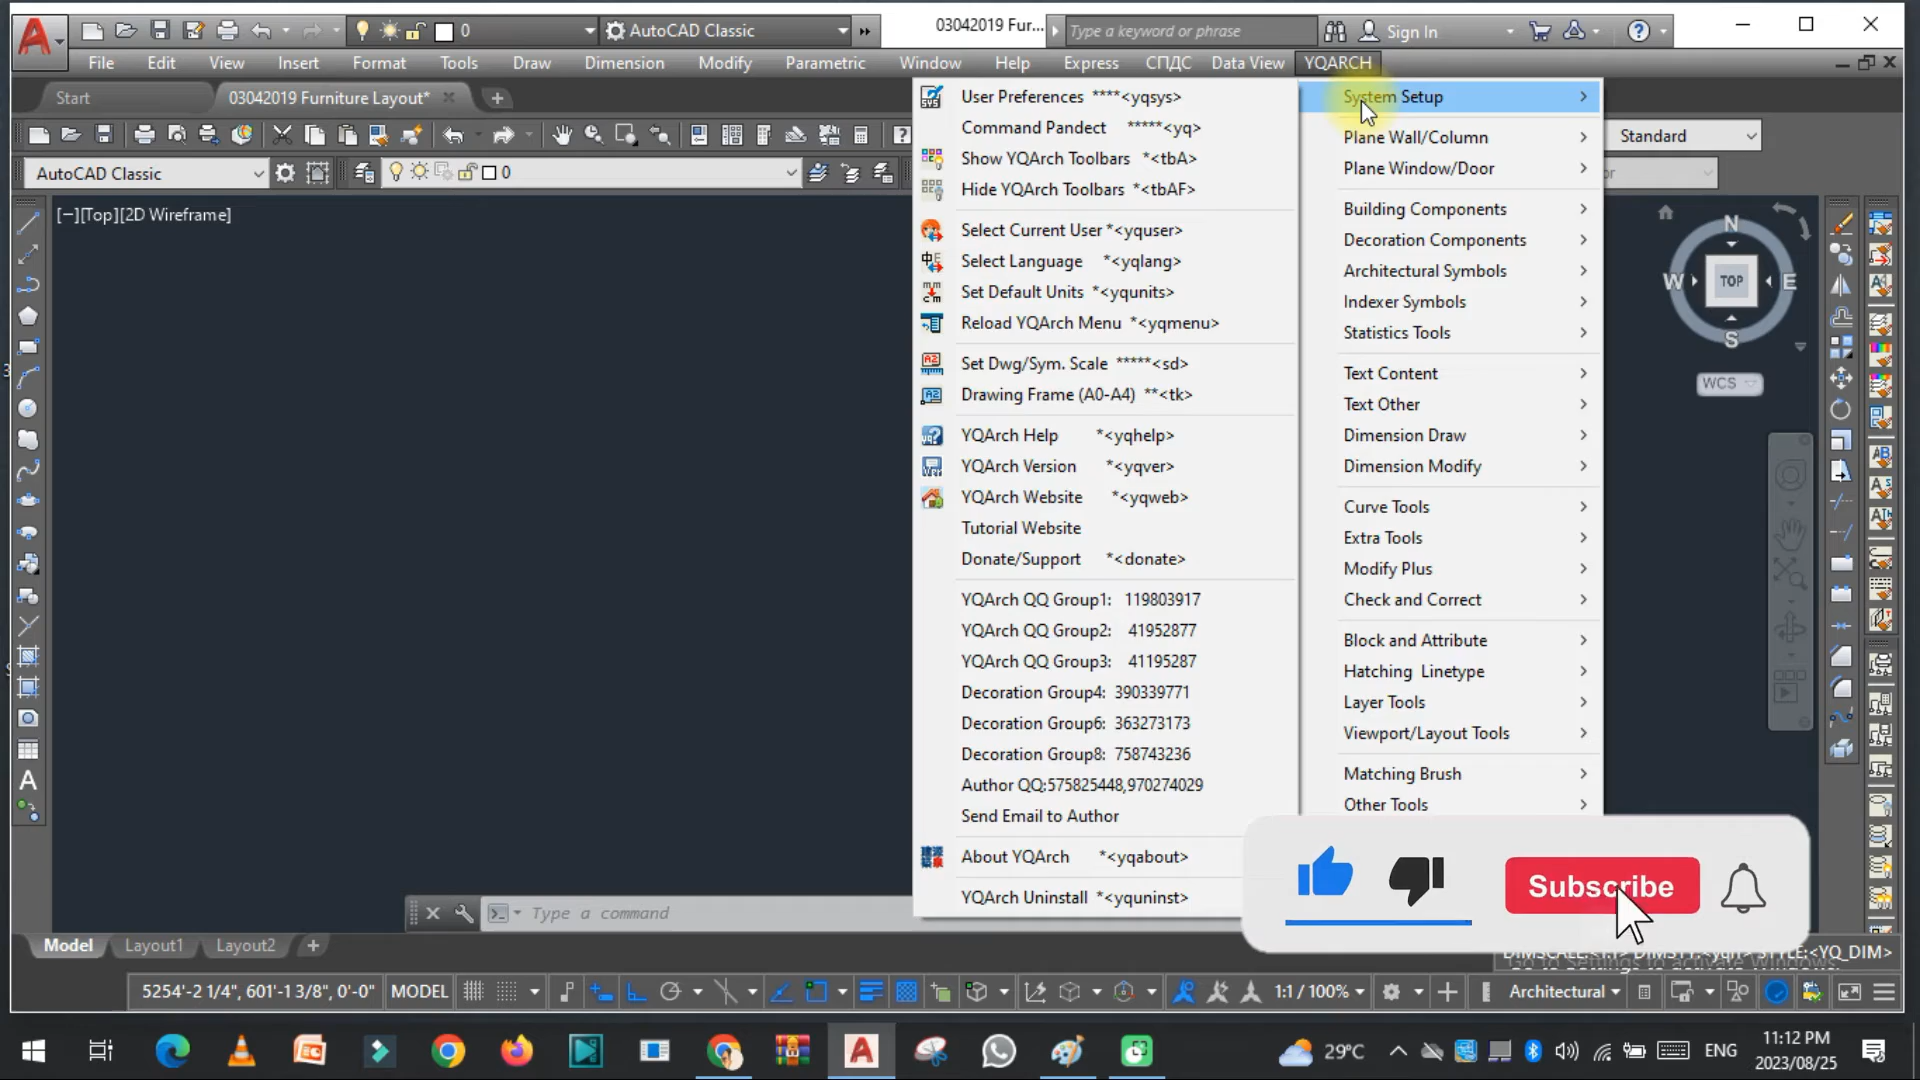 0
AutoCAD Classic
03042019 Fur...
Type a keyword or phrase
Sign In
File Edit View Insert Format Tools Draw Dimension Modify Parametric Window Help Express СПДС Data View YQARCH
Start
03042019 Furniture Layout*
Standard
AutoCAD Classic
0
[−][Top][2D Wireframe]
User Preferences ****<yqsys>
Command Pandect *****<yq>
Show YQArch Toolbars *<tbA>
Hide YQArch Toolbars *<tbAF>
Select Current User *<yquser>
Select Language *<yqlang>
Set Default Units *<yqunits>
Reload YQArch Menu *<yqmenu>
Set Dwg/Sym. Scale *****<sd>
Drawing Frame (A0-A4) **<tk>
YQArch Help *<yqhelp>
YQArch Version *<yqver>
YQArch Website *<yqweb>
Tutorial Website
Donate/Support *<donate>
YQArch QQ Group1: 119803917
YQArch QQ Group2: 41952877
YQArch QQ Group3: 41195287
Decoration Group4: 390339771
Decoration Group6: 363273173
Decoration Group8: 758743236
Author QQ:575825448,970274029
Send Email to Author
About YQArch *<yqabout>
YQArch Uninstall *<yquninst>
System Setup
Plane Wall/Column
Plane Window/Door
Building Components
Decoration Components
Architectural Symbols
Indexer Symbols
Statistics Tools
Text Content
Text Other
Dimension Draw
Dimension Modify
Curve Tools
Extra Tools
Modify Plus
Check and Correct
Block and Attribute
Hatching Linetype
Layer Tools
Viewport/Layout Tools
Matching Brush
Other Tools
N
W
TOP
E
S
WCS
Subscribe
Type a command
Model
Layout1
Layout2
5254'-2 1/4", 601'-1 3/8", 0'-0"
MODEL
1:1 / 100%
Architectural
29°C
ENG
11:12 PM
2023/08/25